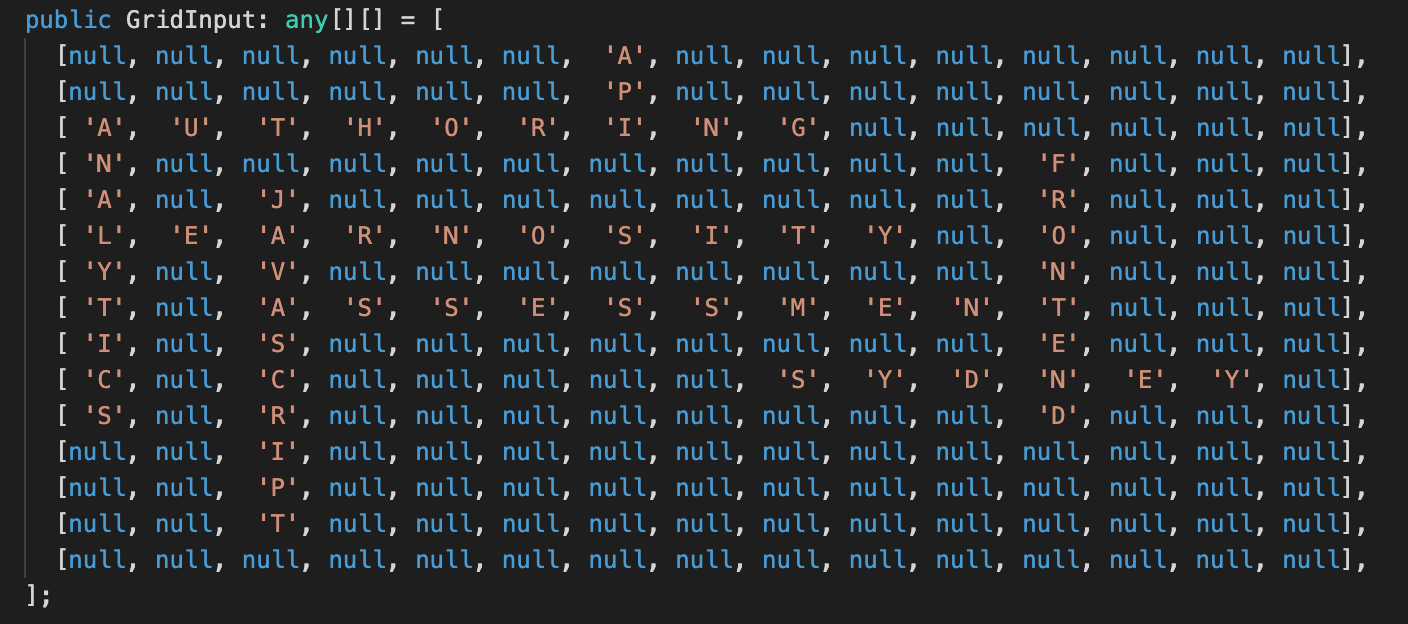 public GridInput: any[][] = [
[null, null, null, null, null, null, 'A', null, null, null, null, null, null, null, null],
[null, null, null, null, null, null, 'P', null, null, null, null, null, null, null, null],
[ 'A', 'U', 'T', 'H', 'O', 'R', 'I', 'N', 'G', null, null, null, null, null, null],
[ 'N', null, null, null, null, null, null, null, null, null, null, 'F', null, null, null],
[ 'A', null, 'J', null, null, null, null, null, null, null, null, 'R', null, null, null],
[ 'L', 'E', 'A', 'R', 'N', 'O', 'S', 'I', 'T', 'Y', null, 'O', null, null, null],
[ 'Y', null, 'V', null, null, null, null, null, null, null, null, 'N', null, null, null],
[ 'T', null, 'A', 'S', 'S', 'E', 'S', 'S', 'M', 'E', 'N', 'T', null, null, null],
[ 'I', null, 'S', null, null, null, null, null, null, null, null, 'E', null, null, null],
[ 'C', null, 'C', null, null, null, null, null, 'S', 'Y', 'D', 'N', 'E', 'Y', null],
[ 'S', null, 'R', null, null, null, null, null, null, null, null, 'D', null, null, null],
[null, null, 'I', null, null, null, null, null, null, null, null, null, null, null, null],
[null, null, 'P', null, null, null, null, null, null, null, null, null, null, null, null],
[null, null, 'T', null, null, null, null, null, null, null, null, null, null, null, null],
[null, null, null, null, null, null, null, null, null, null, null, null, null, null, null],
];